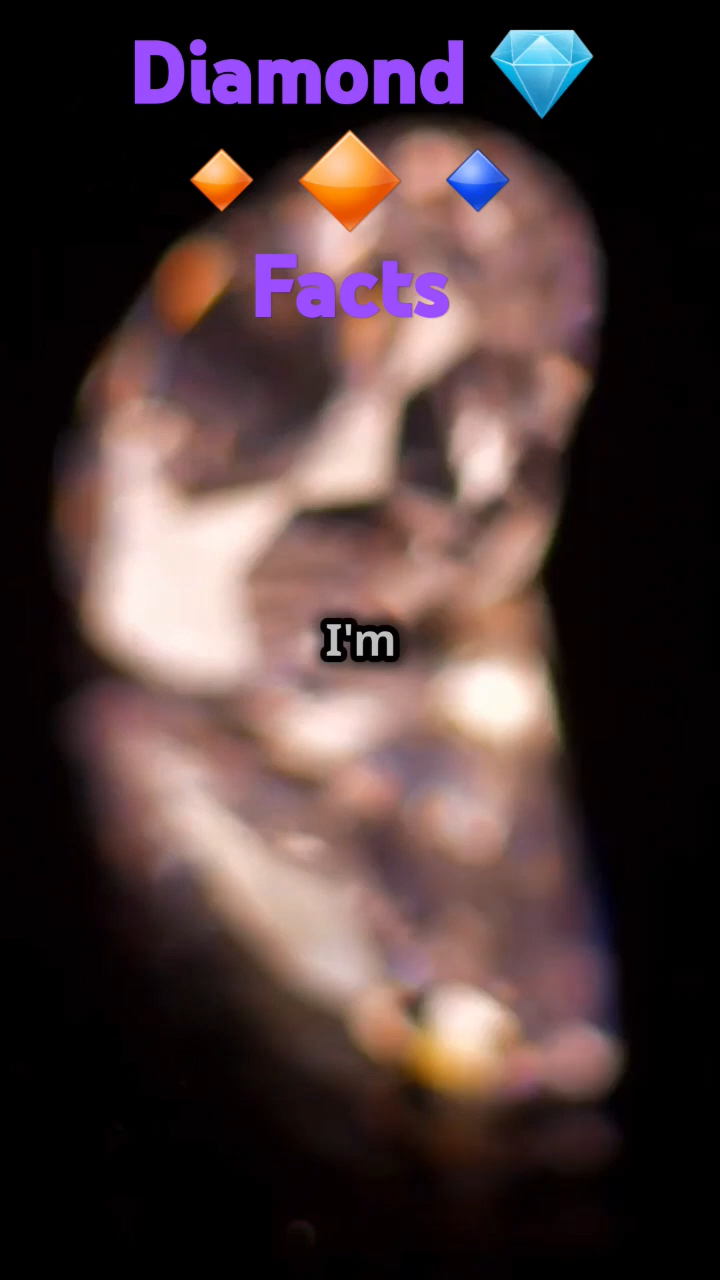 Diamond 💎
🔸 🔶 🔹
Facts
I'm